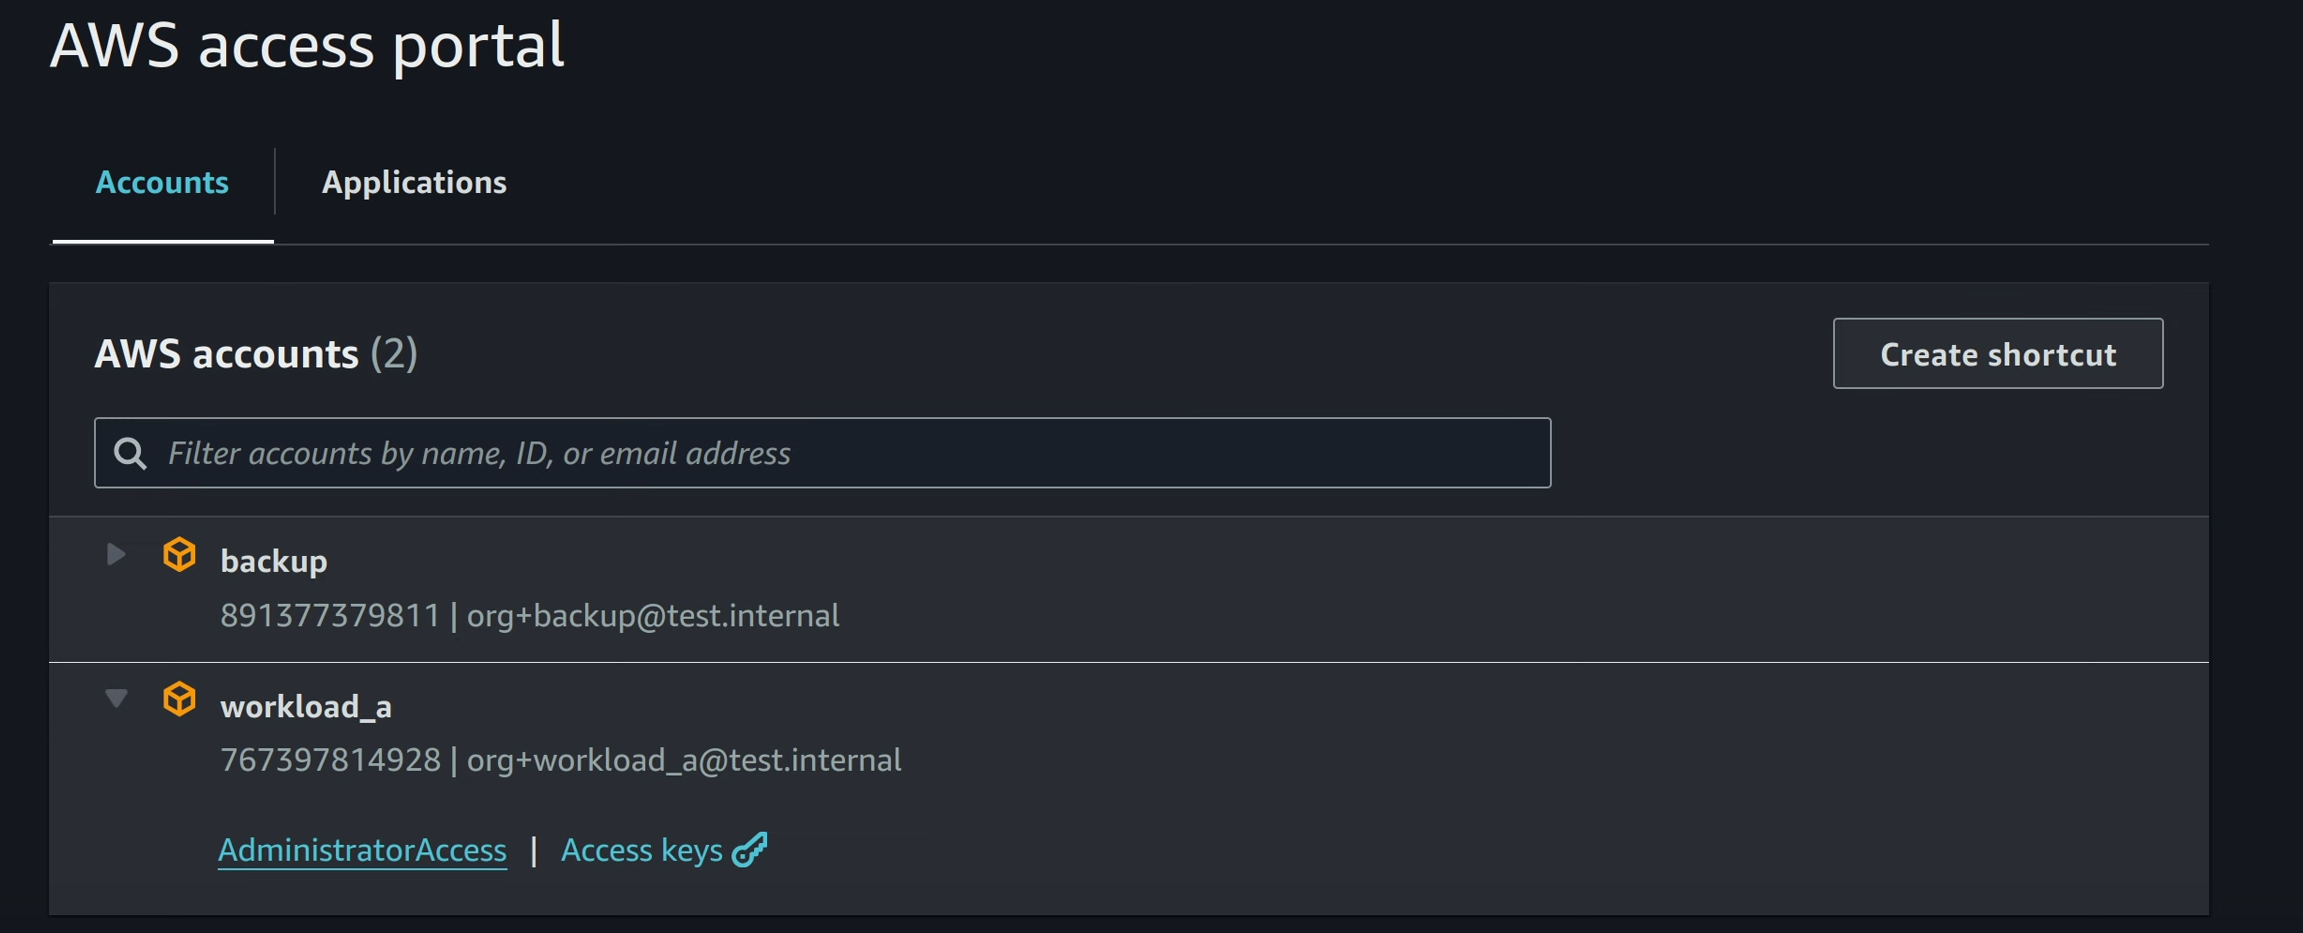 AWS access portal
Accounts
Applications
AWS accounts (2)
Create shortcut
Filter accounts by name, ID, or email address
backup
891377379811 | org+backup@test.internal
workload_a
767397814928 | org+workload_a@test.internal
AdministratorAccess | Access keys